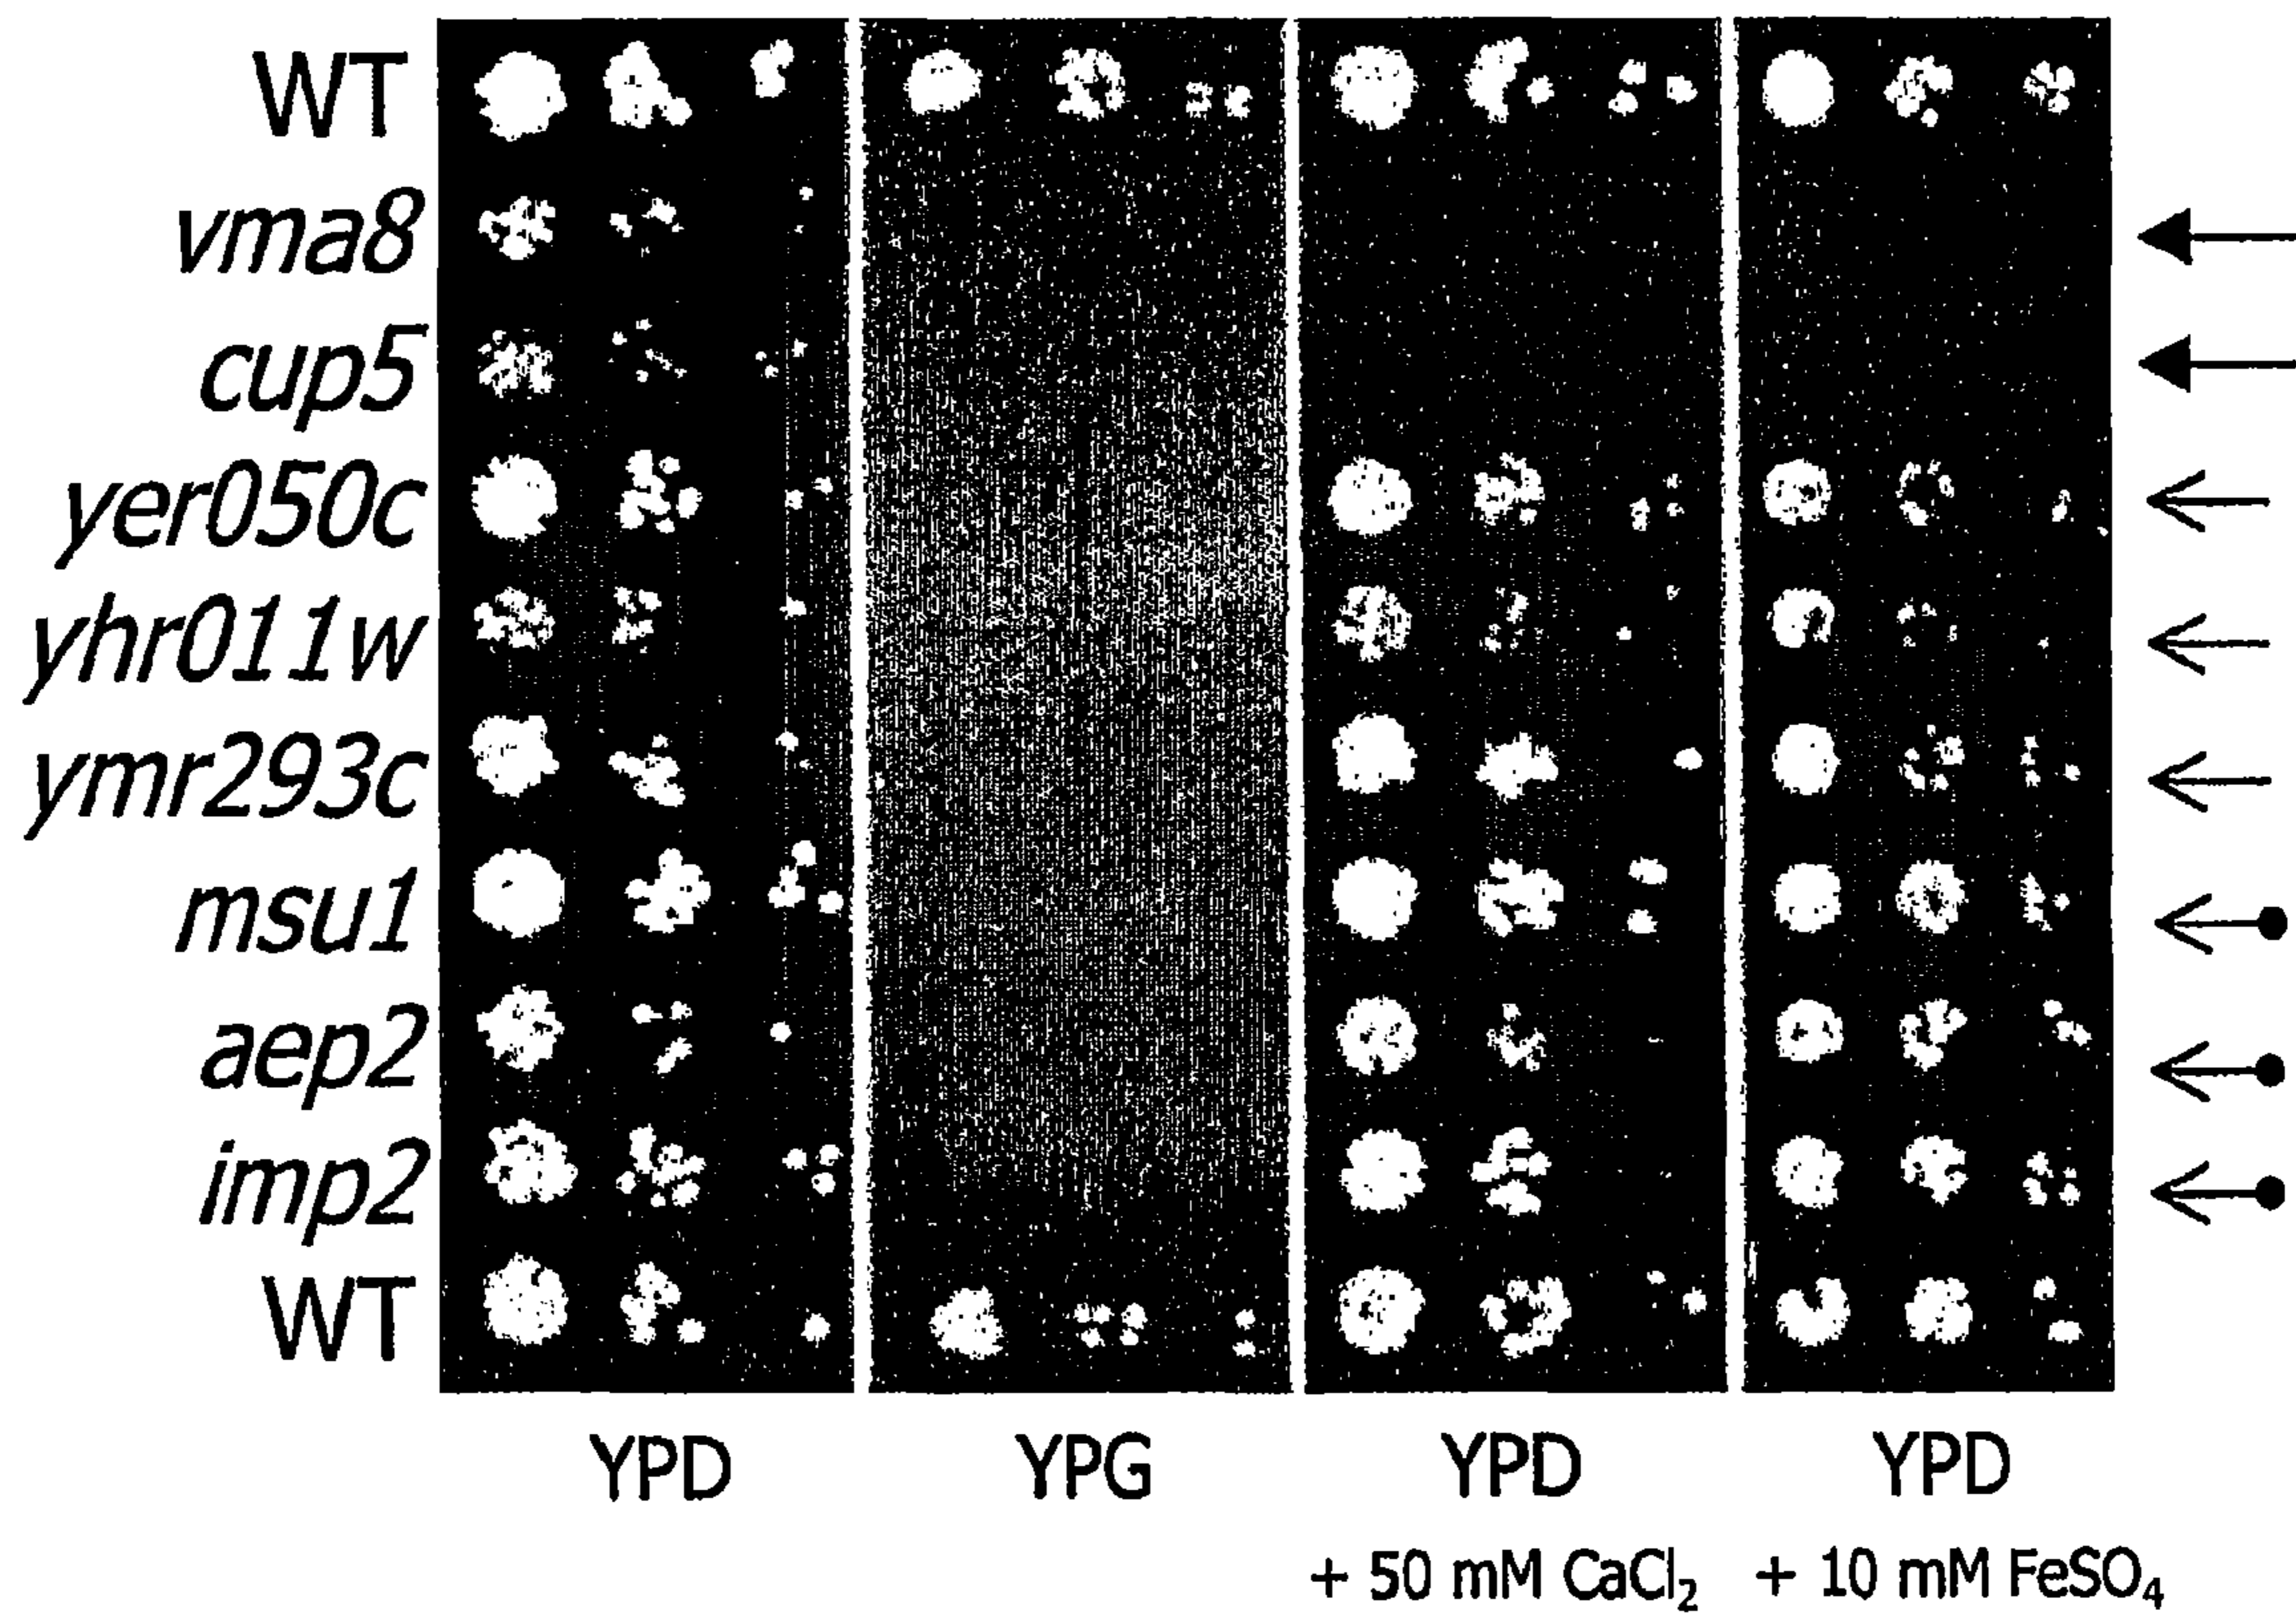 WT
vma8
cup5
yer050c
yhr011w
ymr293c
msu1
aep2
imp2
WT
YPD YPG YPD YPD
+ 50 mM CaCl₂ + 10 mM FeSO₄